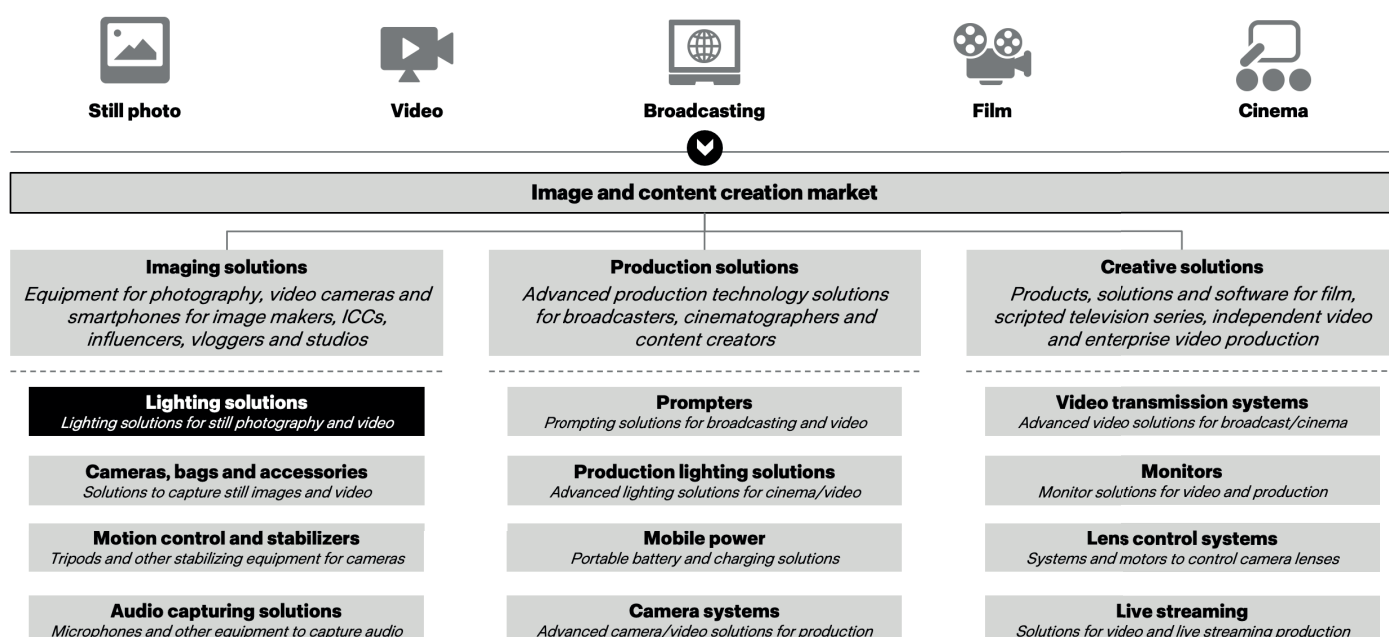 Still photo
Video
Broadcasting
Film
Cinema
Image and content creation market
Imaging solutions
Equipment for photography, video cameras and
smartphones for image makers, ICCs,
influencers, vloggers and studios
Production solutions
Advanced production technology solutions
for broadcasters, cinematographers and
content creators
Creative solutions
Products, solutions and software for film,
scripted television series, independent video
and enterprise video production
Lighting solutions
Lighting solutions for still photography and video
Prompters
Prompting solutions for broadcasting and video
Video transmission systems
Advanced video solutions for broadcast/cinema
Cameras, bags and accessories
Solutions to capture still images and video
Production lighting solutions
Advanced lighting solutions for cinema/video
Monitors
Monitor solutions for video and production
Motion control and stabilizers
Tripods and other stabilizing equipment for cameras
Mobile power
Portable battery and charging solutions
Lens control systems
Systems and motors to control camera lenses
Audio capturing solutions
Microphones and other equipment to capture audio
Camera systems
Advanced camera/video solutions for production
Live streaming
Solutions for video and live streaming production